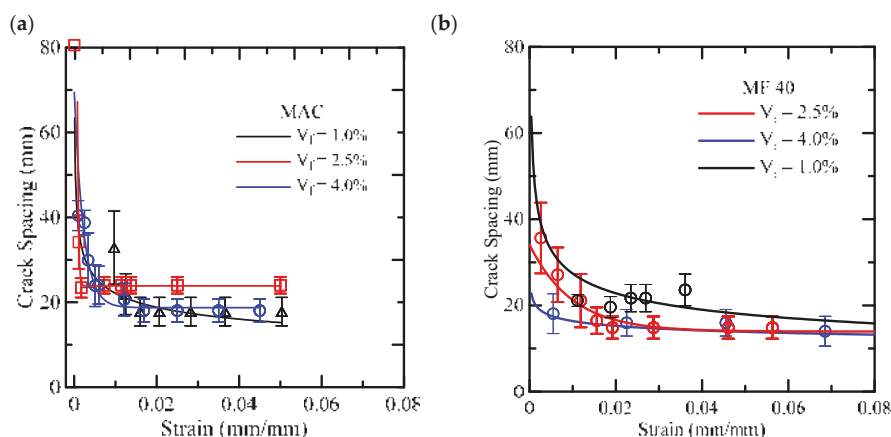 (a)
(b)
80
60
40
20
0
Crack Spacing (mm)
MAC
Vf = 1.0%
Vf = 2.5%
Vf = 4.0%
0 0.02 0.04 0.06 0.08
Strain (mm/mm)
80
60
40
20
0
Crack Spacing (mm)
MF 40
– 2.5%
– 4.0%
– 1.0%
0 0.02 0.04 0.06 0.08
Strain (mm/mm)